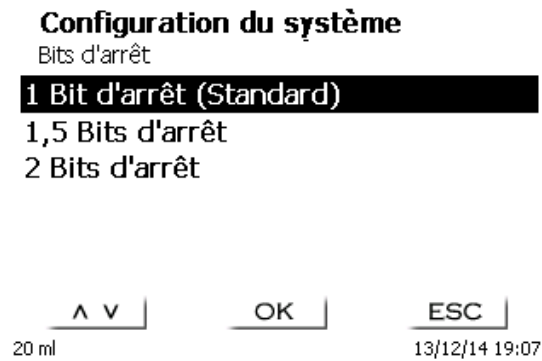 Configuration du système
Bits d'arrêt
1 Bit d'arrêt (Standard)
1,5 Bits d'arrêt
2 Bits d'arrêt
∧ ∨ OK ESC
20 ml 13/12/14 19:07